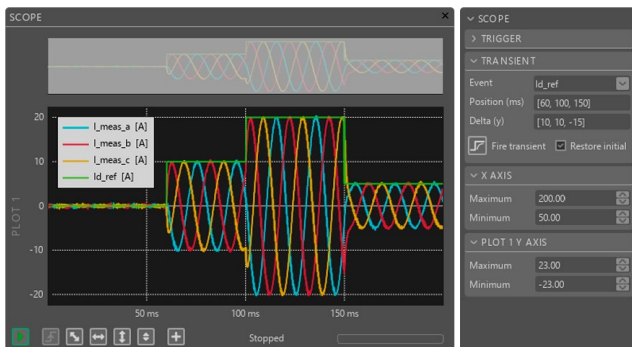 SCOPE
20
10
0
-10
-20
I_meas_a [A]
I_meas_b [A]
I_meas_c [A]
Id_ref [A]
PLOT 1
50 ms
100 ms
150 ms
Stopped
SCOPE
TRIGGER
TRANSIENT
Event Id_ref
Position (ms) [60, 100, 150]
Delta (y) [10, 10, -15]
Fire transient Restore initial
X AXIS
Maximum 200.00
Minimum 50.00
PLOT 1 Y AXIS
Maximum 23.00
Minimum -23.00